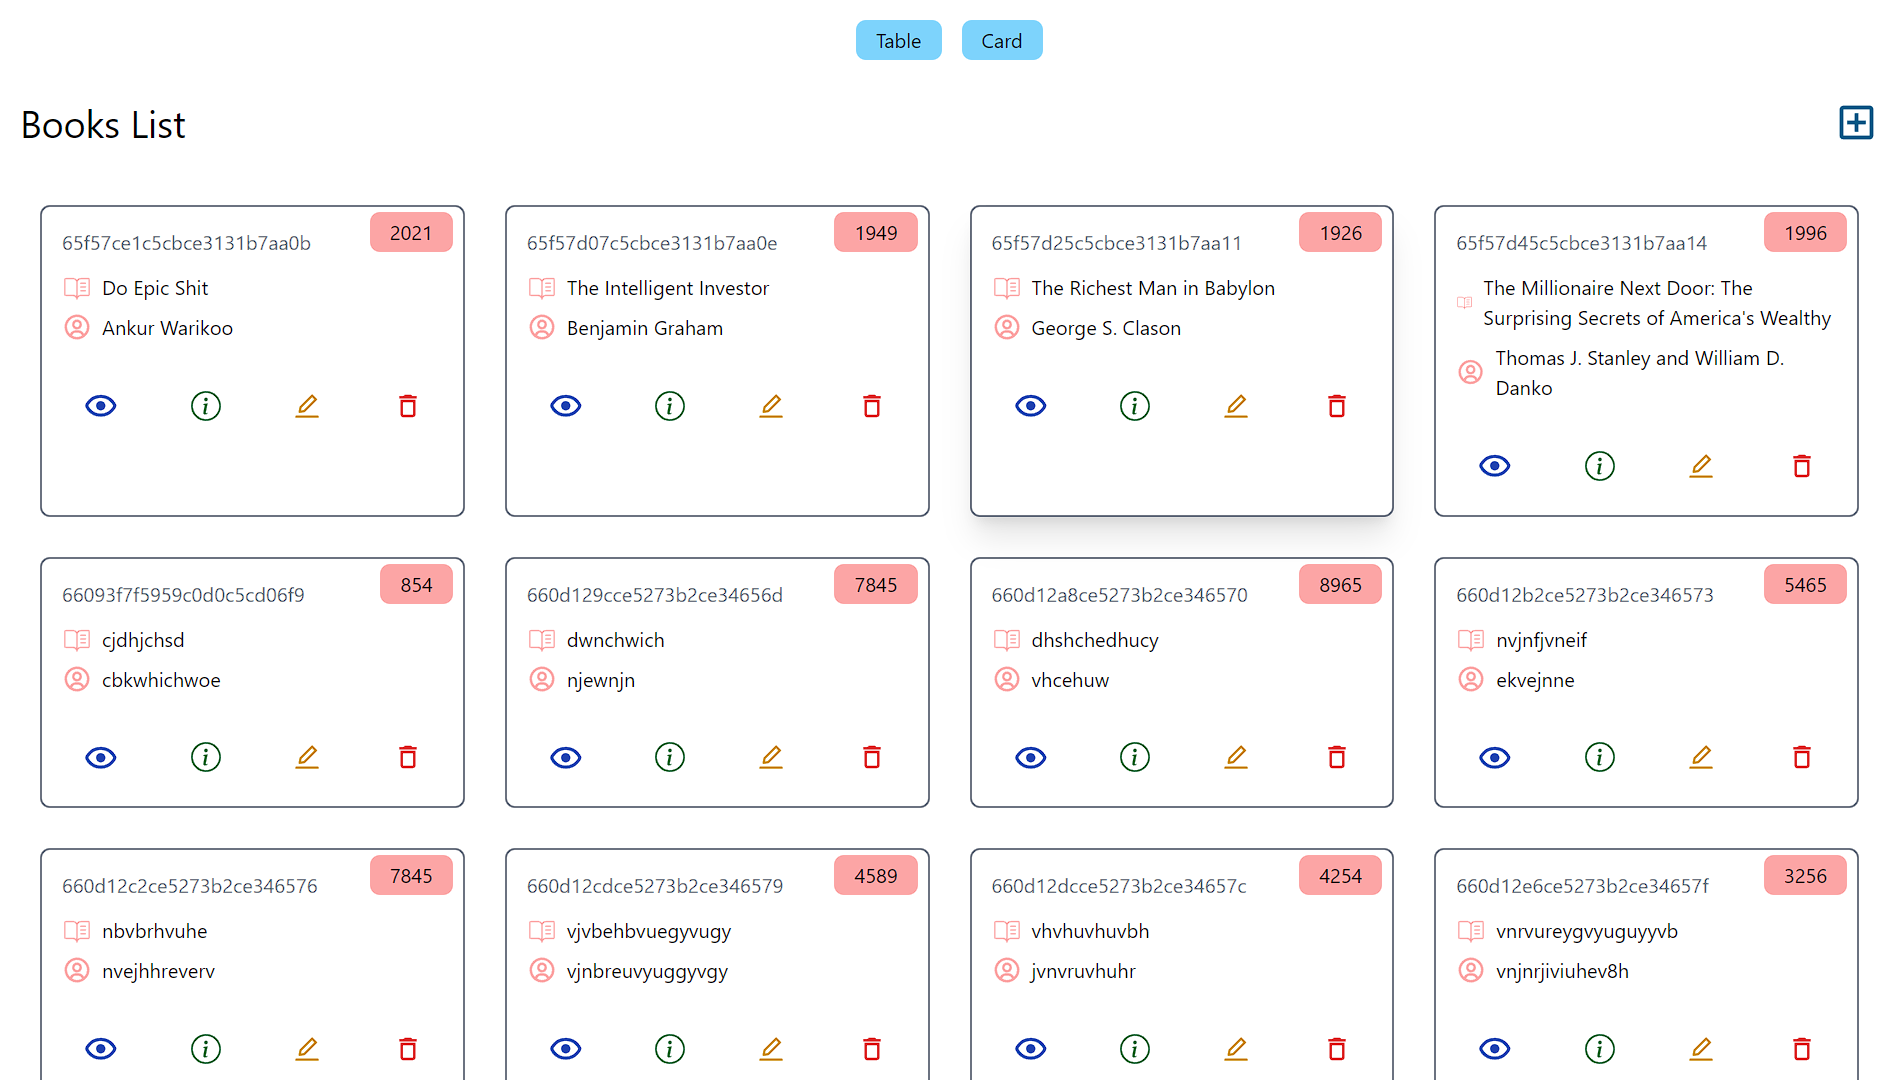 Table
Card
Books List
65f57ce1c5cbce3131b7aa0b
2021
Do Epic Shit
Ankur Warikoo
65f57d07c5cbce3131b7aa0e
1949
The Intelligent Investor
Benjamin Graham
65f57d25c5cbce3131b7aa11
1926
The Richest Man in Babylon
George S. Clason
65f57d45c5cbce3131b7aa14
1996
The Millionaire Next Door: The
Surprising Secrets of America's Wealthy
Thomas J. Stanley and William D.
Danko
66093f7f5959c0d0c5cd06f9
854
cjdhjchsd
cbkwhichwoe
660d129cce5273b2ce34656d
7845
dwnchwich
njewnjn
660d12a8ce5273b2ce346570
8965
dhshchedhucy
vhcehuw
660d12b2ce5273b2ce346573
5465
nvjnfjvneif
ekvejnne
660d12c2ce5273b2ce346576
7845
nbvbrhvuhe
nvejhhreverv
660d12cdce5273b2ce346579
4589
vjvbehbvuegyvugy
vjnbreuvyuggyvgy
660d12dcce5273b2ce34657c
4254
vhvhuvhuvbh
jvnvruvhuhr
660d12e6ce5273b2ce34657f
3256
vnrvureygvyuguyyvb
vnjnrjiviuhev8h